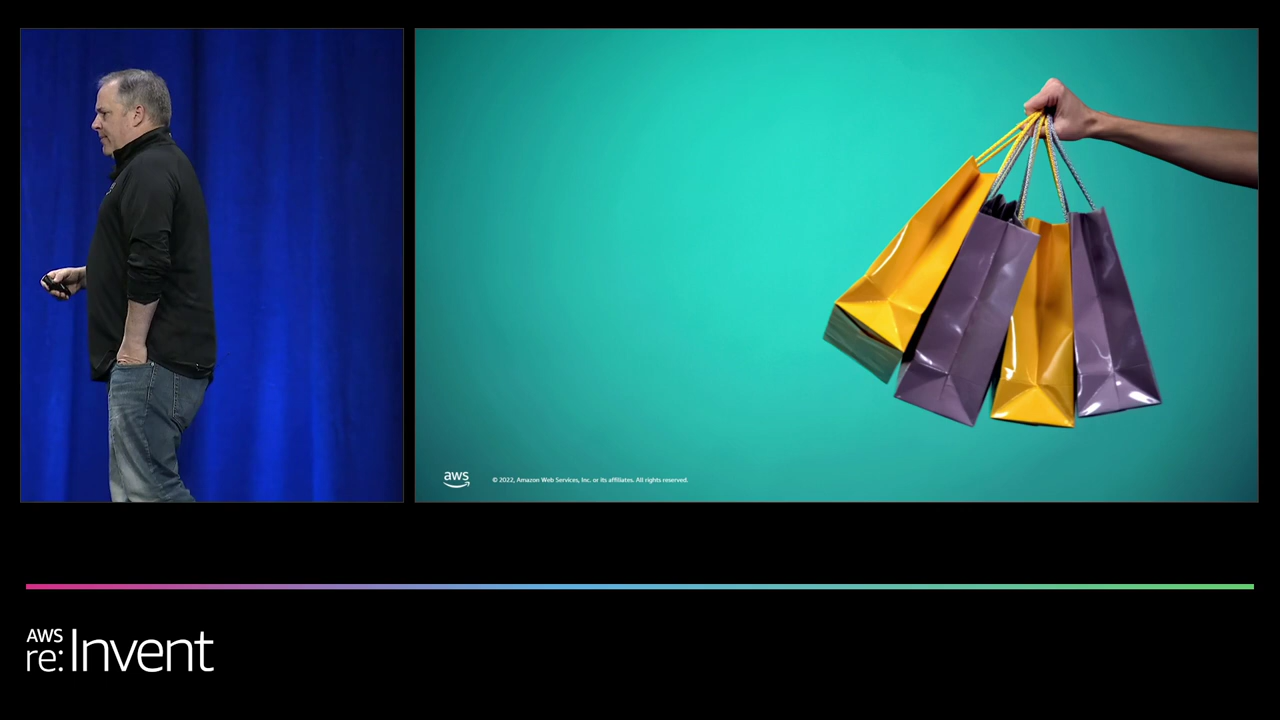 aws
© 2022, Amazon Web Services, Inc. or its affiliates. All rights reserved.
AWS
re:Invent